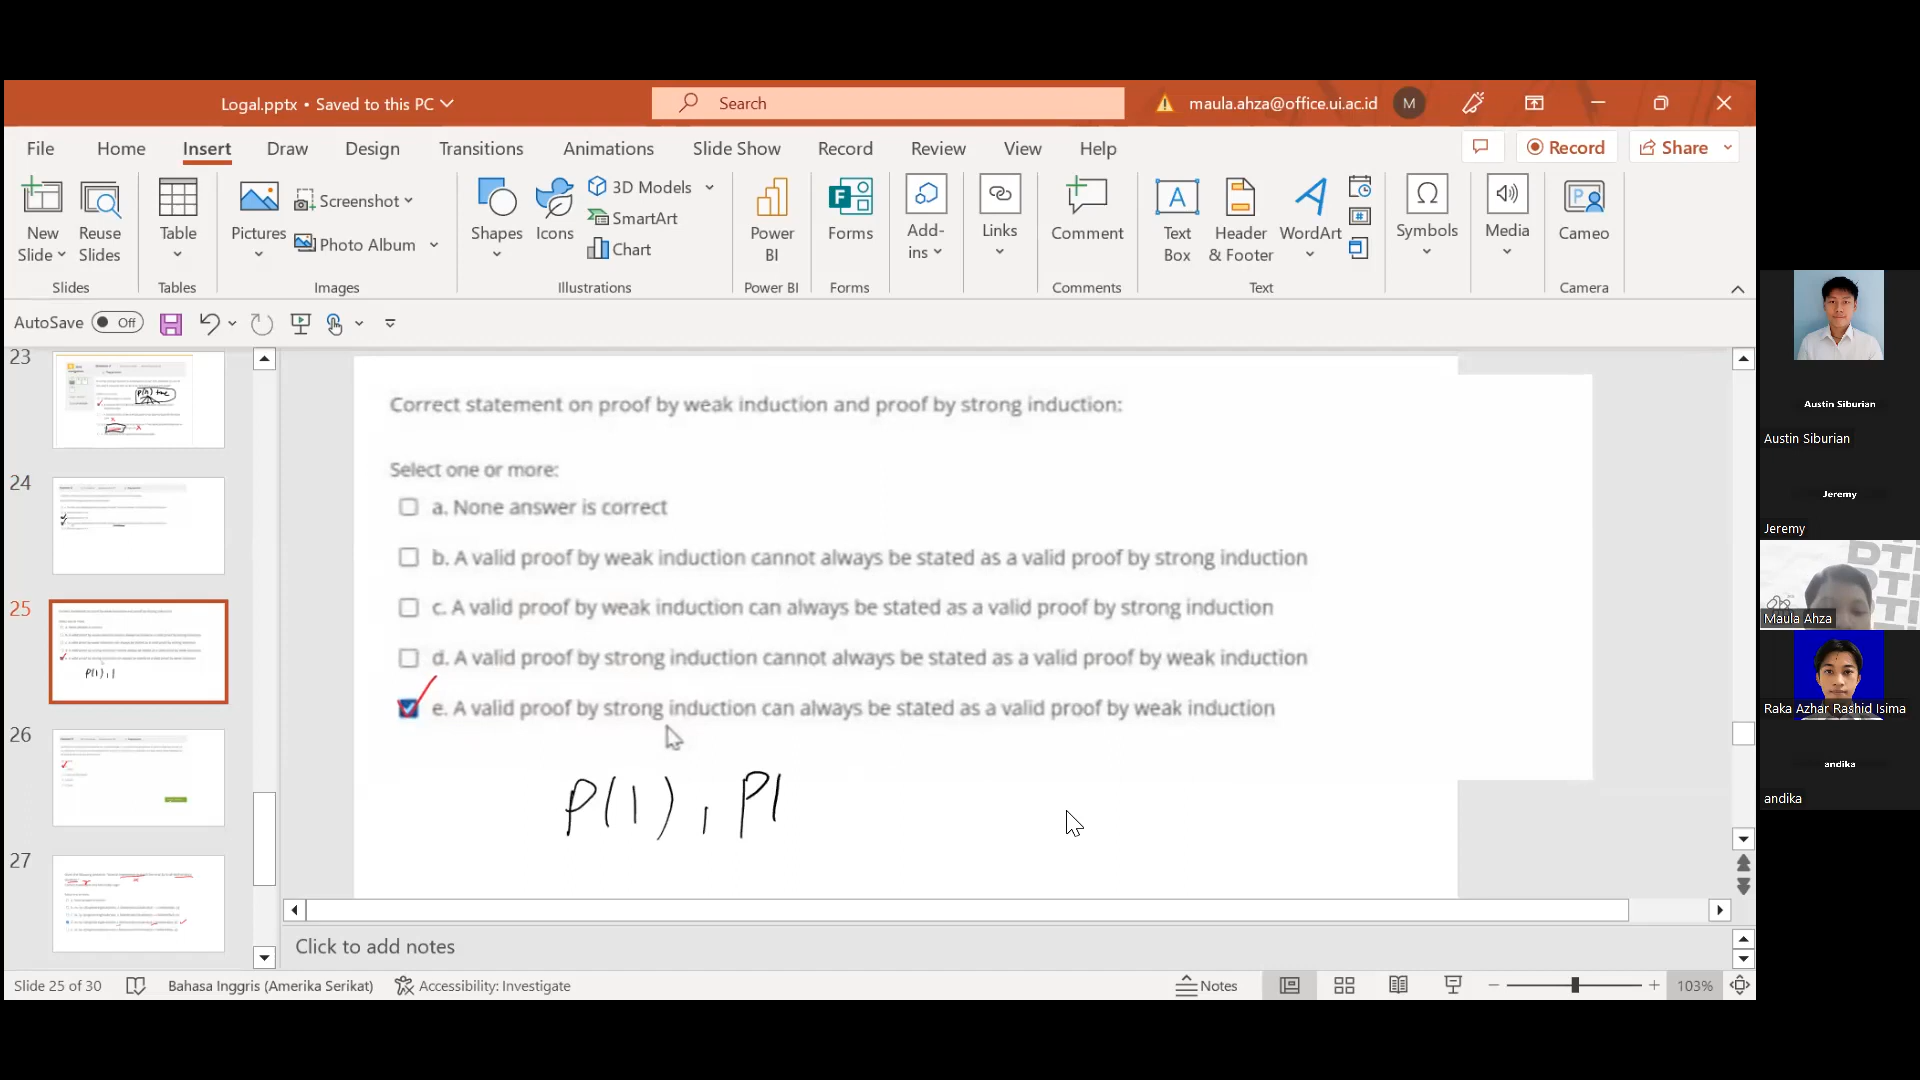 Logal.pptx • Saved to this PC
Search
maula.ahza@office.ui.ac.id
M
File Home Insert Draw Design Transitions Animations Slide Show Record Review View Help
Record
Share
New Slide
Reuse Slides
Table
Pictures
Screenshot
Photo Album
Shapes
Icons
3D Models
SmartArt
Chart
Power BI
Forms
Add-ins
Links
Comment
Text Box
Header & Footer
WordArt
Symbols
Media
Cameo
Slides Tables Images Illustrations Power BI Forms Comments Text Camera
AutoSave Off
23
24
25
26
27
Correct statement on proof by weak induction and proof by strong induction:
Select one or more:
a. None answer is correct
b. A valid proof by weak induction cannot always be stated as a valid proof by strong induction
c. A valid proof by weak induction can always be stated as a valid proof by strong induction
d. A valid proof by strong induction cannot always be stated as a valid proof by weak induction
e. A valid proof by strong induction can always be stated as a valid proof by weak induction
P(1), P(
Click to add notes
Slide 25 of 30 Bahasa Inggris (Amerika Serikat) Accessibility: Investigate Notes 103%
Austin Siburian
Austin Siburian
Jeremy
Jeremy
Maula Ahza
Raka Azhar Rashid Isima
andika
andika